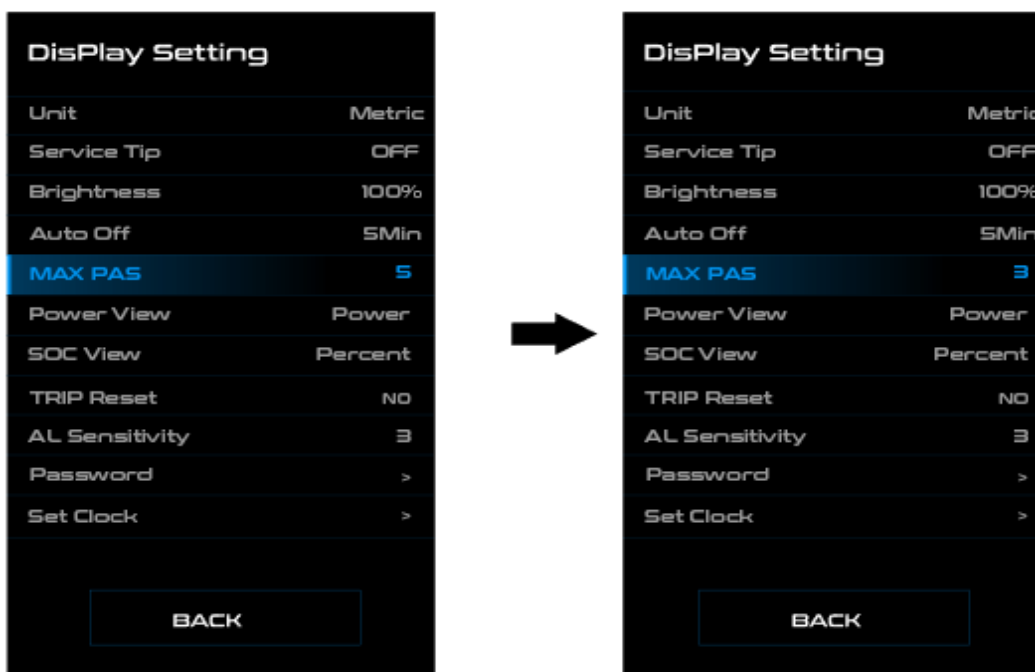 DisPlay Setting
Unit Metric
Service Tip OFF
Brightness 100%
Auto Off 5Min
MAX PAS 5
Power View Power
SOC View Percent
TRIP Reset NO
AL Sensitivity 3
Password >
Set Clock >
BACK
DisPlay Setting
Unit Metric
Service Tip OFF
Brightness 100%
Auto Off 5Min
MAX PAS 3
Power View Power
SOC View Percent
TRIP Reset NO
AL Sensitivity 3
Password >
Set Clock >
BACK